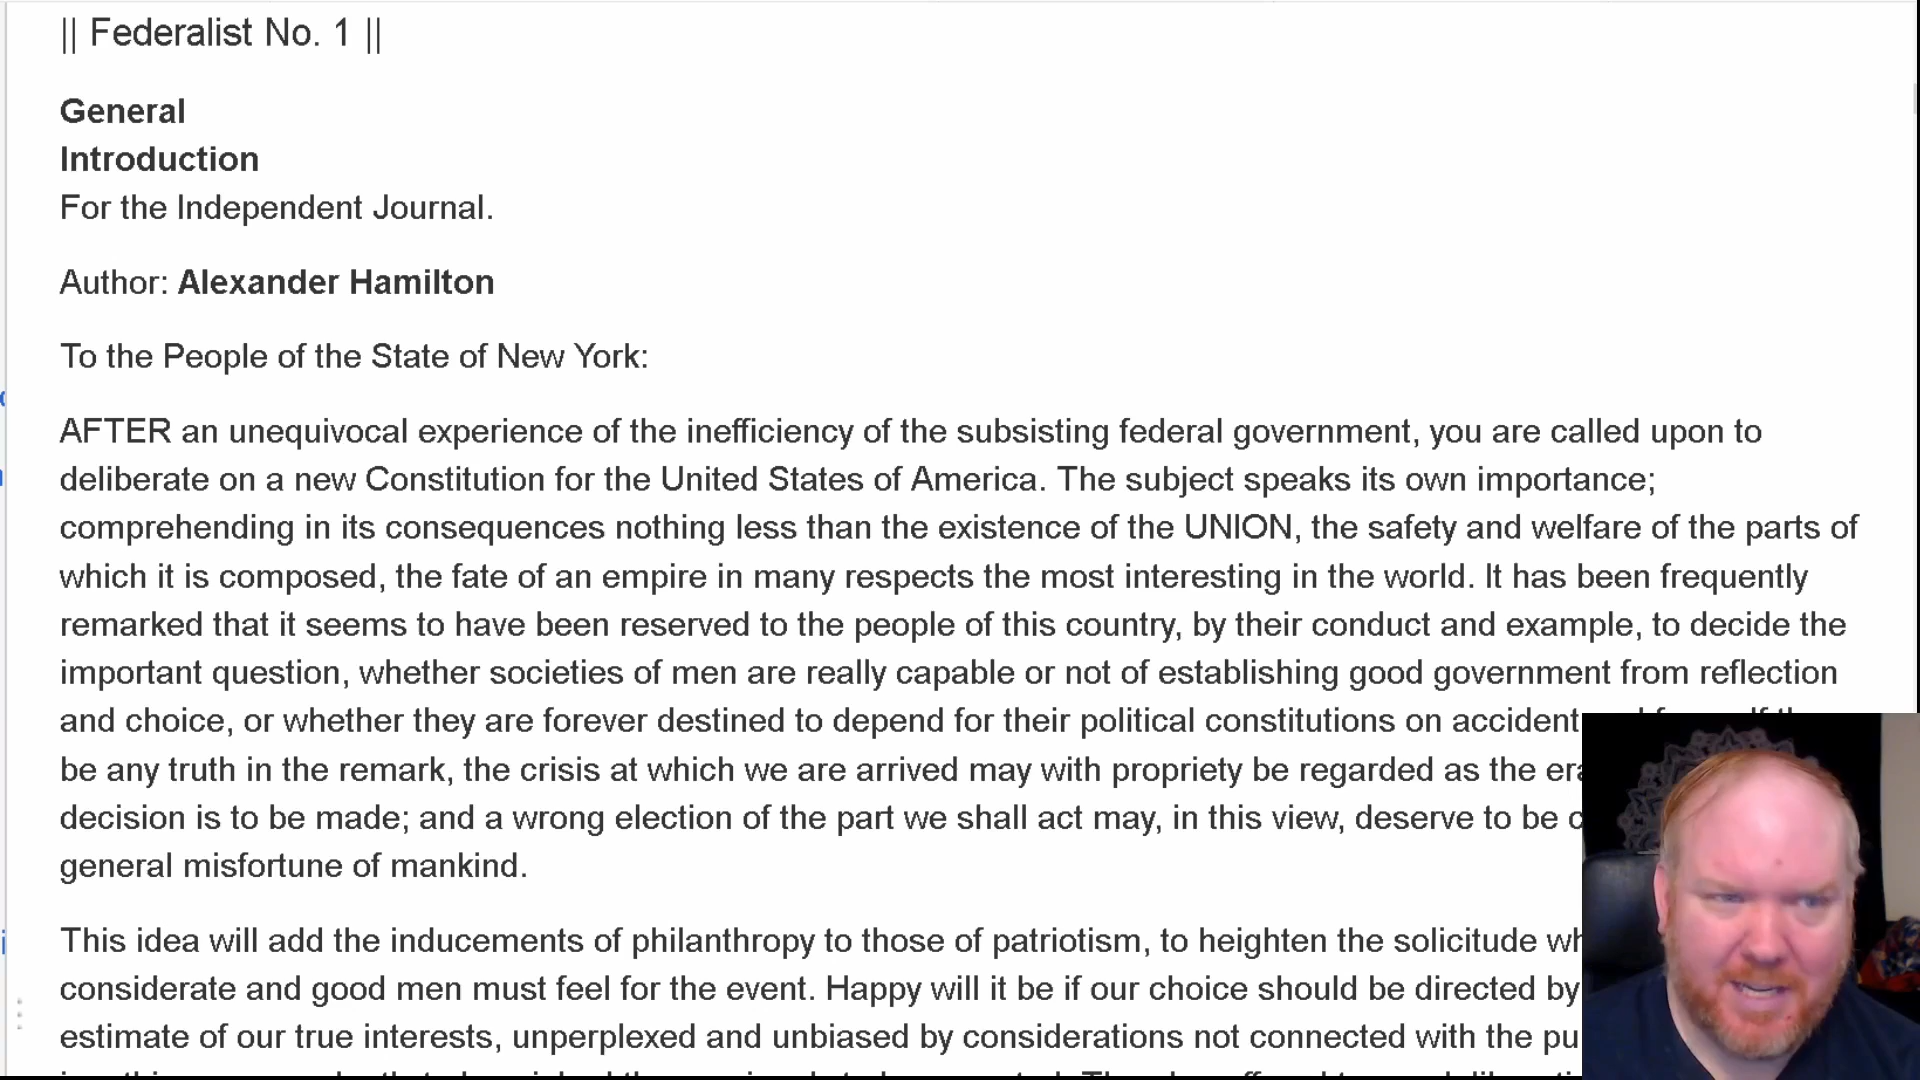 || Federalist No. 1 ||
General
Introduction
For the Independent Journal.
Author: Alexander Hamilton
To the People of the State of New York:
AFTER an unequivocal experience of the inefficiency of the subsisting federal government, you are called upon to
deliberate on a new Constitution for the United States of America. The subject speaks its own importance;
comprehending in its consequences nothing less than the existence of the UNION, the safety and welfare of the parts of
which it is composed, the fate of an empire in many respects the most interesting in the world. It has been frequently
remarked that it seems to have been reserved to the people of this country, by their conduct and example, to decide the
important question, whether societies of men are really capable or not of establishing good government from reflection
and choice, or whether they are forever destined to depend for their political constitutions on accident
be any truth in the remark, the crisis at which we are arrived may with propriety be regarded as the era
decision is to be made; and a wrong election of the part we shall act may, in this view, deserve to be
general misfortune of mankind.
This idea will add the inducements of philanthropy to those of patriotism, to heighten the solicitude
considerate and good men must feel for the event. Happy will it be if our choice should be directed by
estimate of our true interests, unperplexed and unbiased by considerations not connected with the